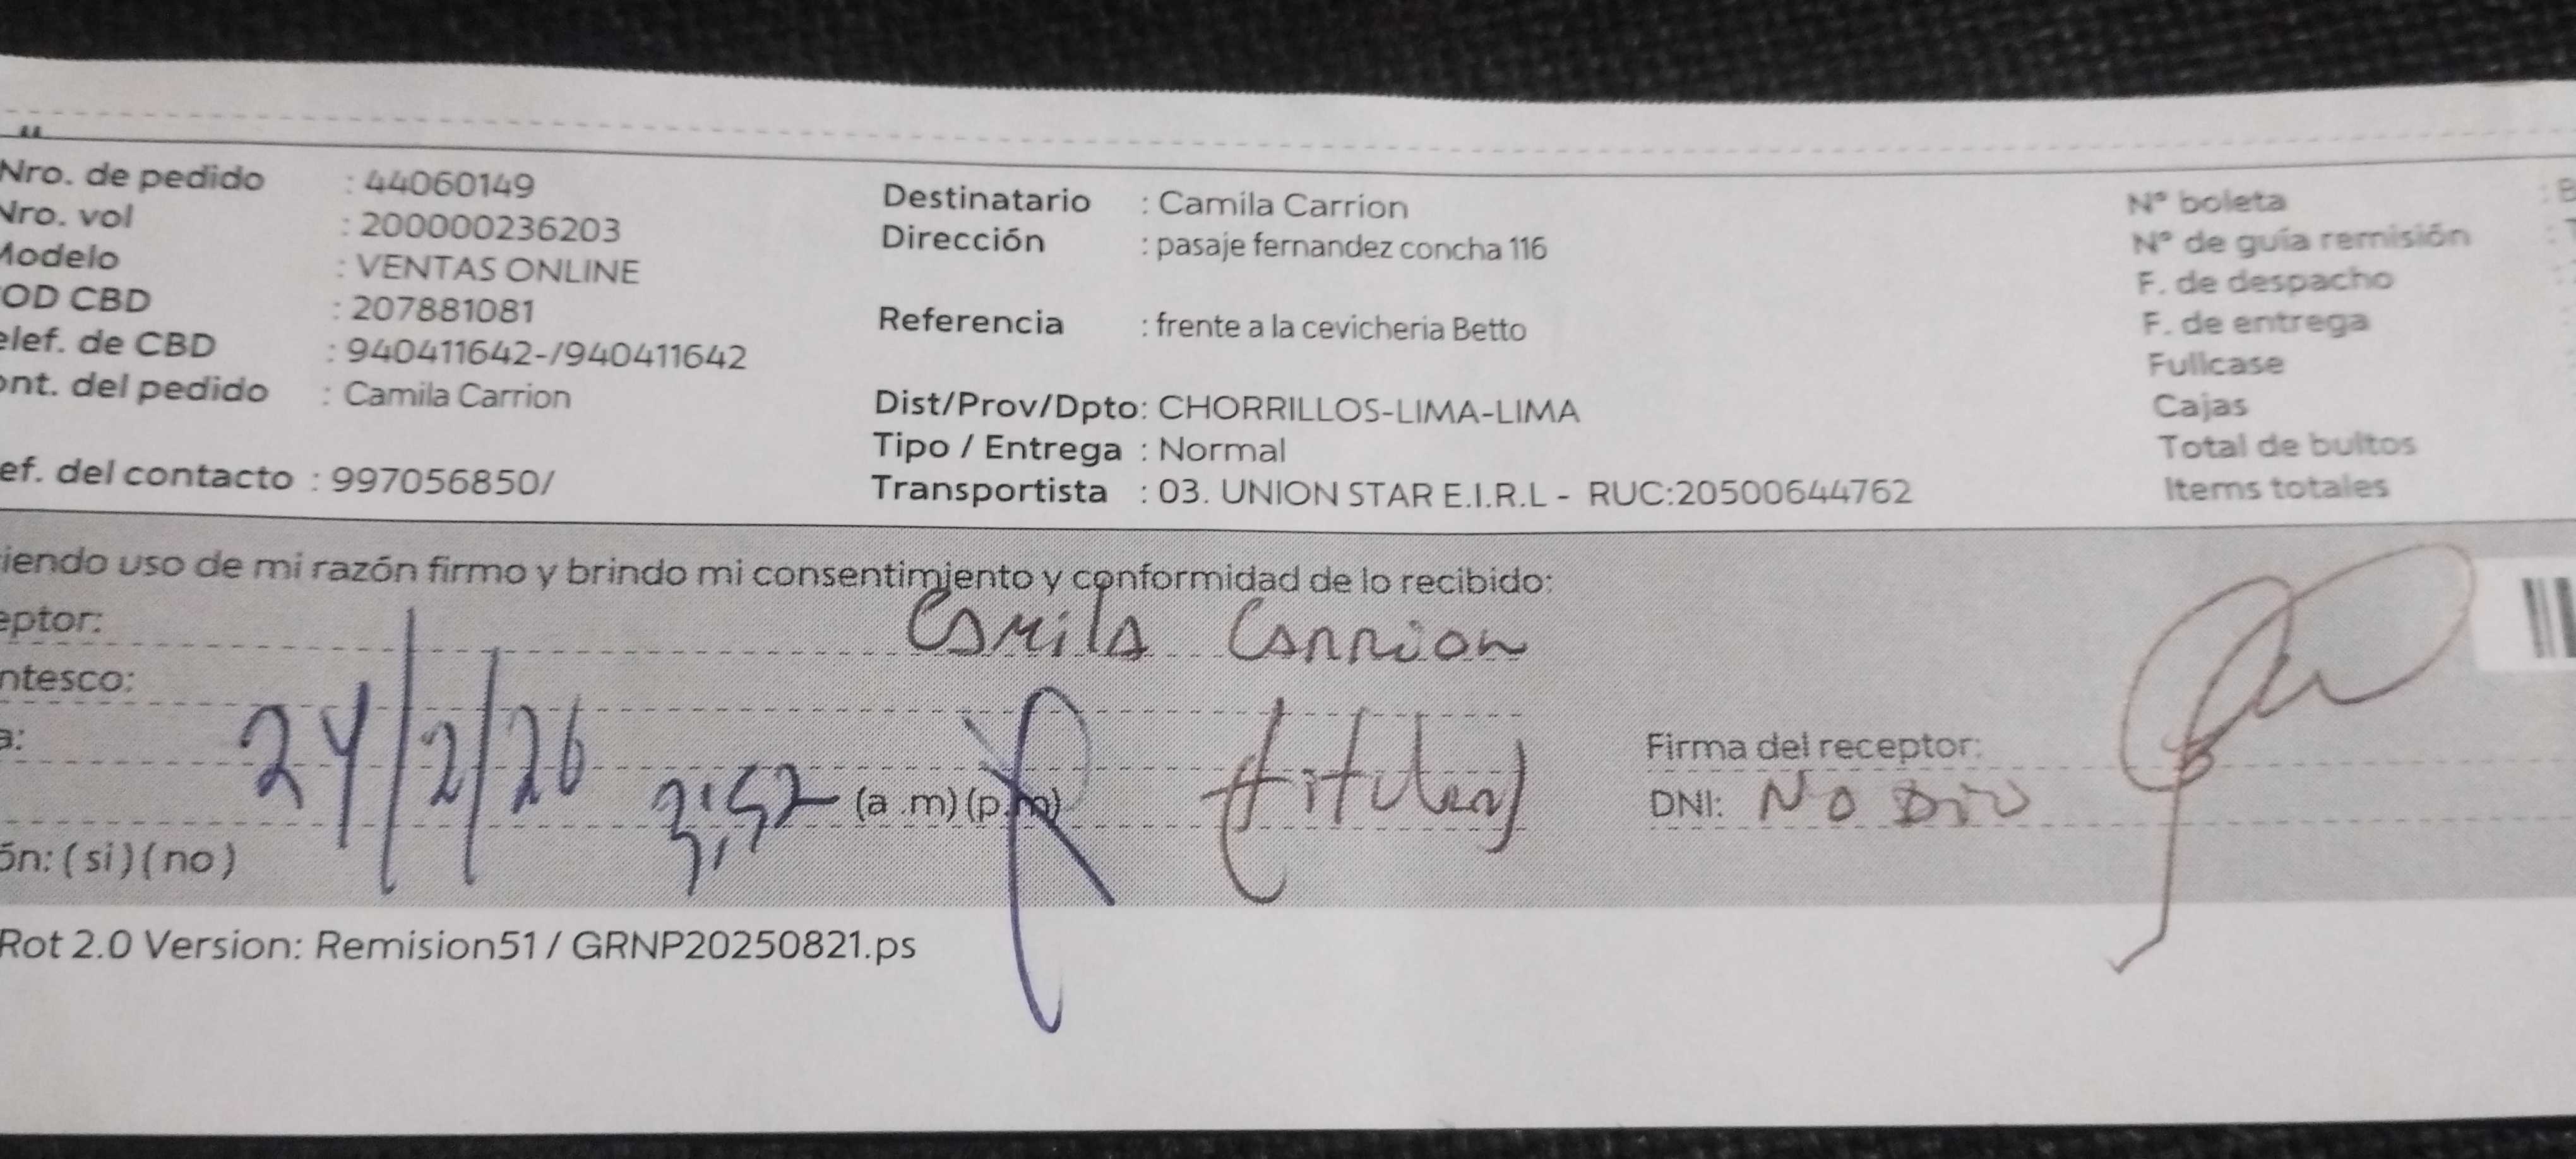 Nro. de pedido : 44060149
Nro. vol : 200000236203
Modelo : VENTAS ONLINE
OD CBD : 207881081
elef. de CBD : 940411642-/940411642
ont. del pedido : Camila Carrion
ef. del contacto : 997056850/
Destinatario : Camila Carrion
Dirección : pasaje fernandez concha 116
Referencia : frente a la cevicheria Betto
Dist/Prov/Dpto: CHORRILLOS-LIMA-LIMA
Tipo / Entrega : Normal
Transportista : 03. UNION STAR E.I.R.L - RUC:20500644762
N° boleta : B
N° de guía remisión : T
F. de despacho
F. de entrega
Fullcase
Cajas
Total de bultos
Items totales
iendo uso de mi razón firmo y brindo mi consentimiento y conformidad de lo recibido:
eptor: Camila Carrion
ntesco: titular
a: 24/2/26
3:52 (a .m) (p.m)
ón: ( si ) ( no )
Firma del receptor:
DNI: No Dio
Rot 2.0 Version: Remision51 / GRNP20250821.ps